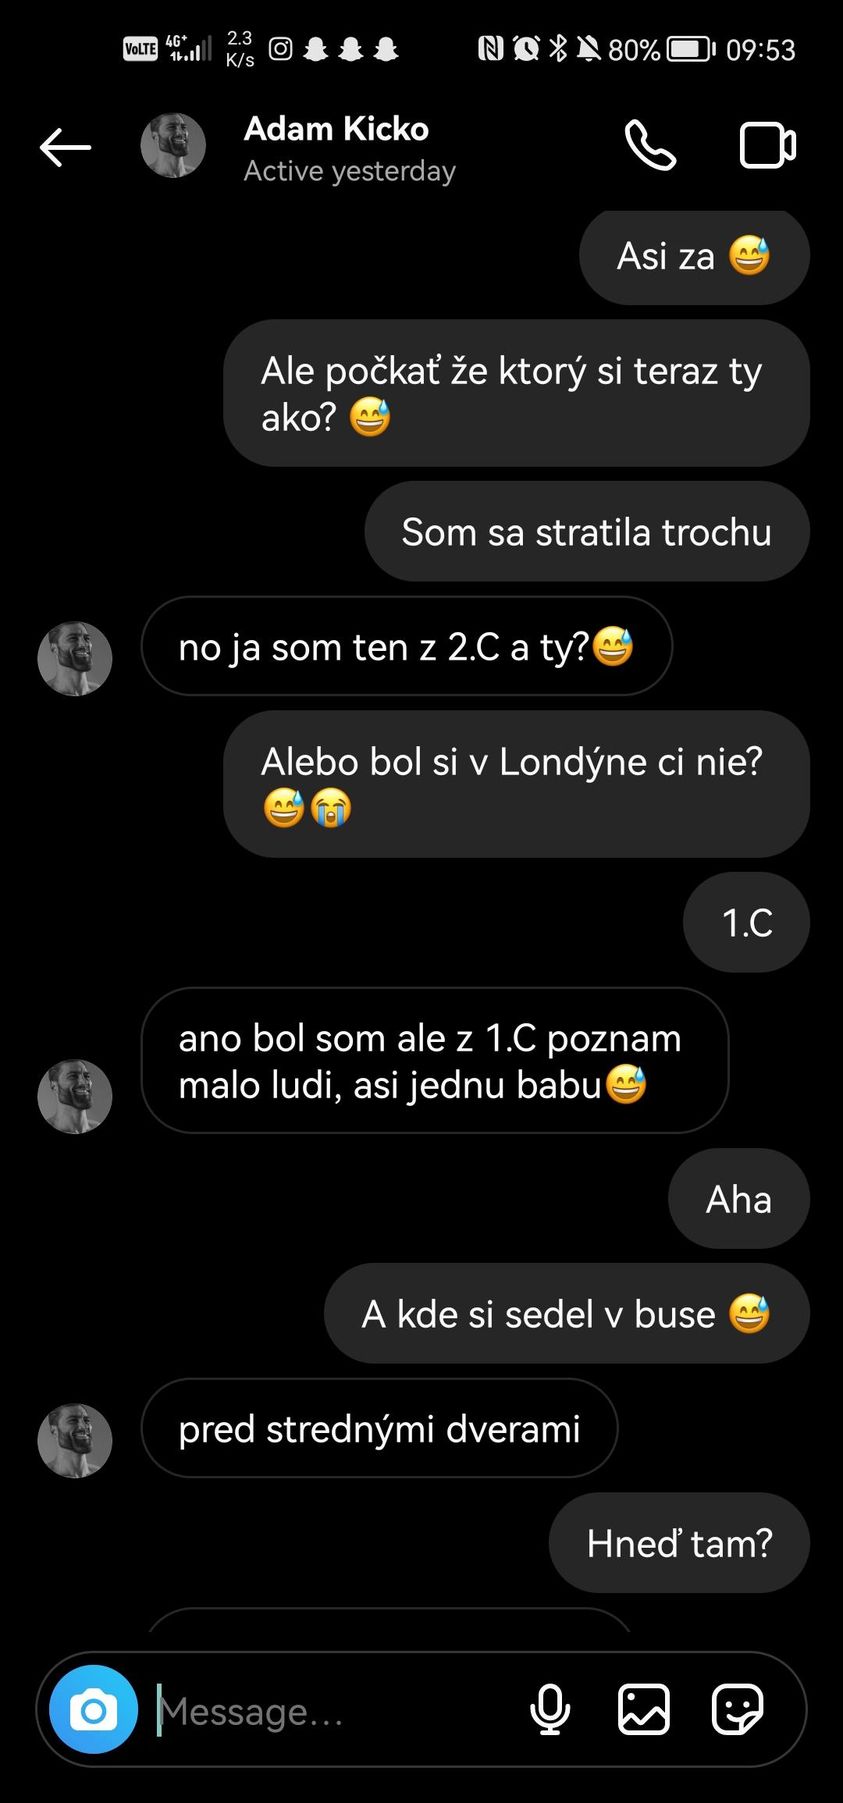 VoLTE 4G+ 2.3 K/s 80% 09:53
Adam Kicko
Active yesterday
Asi za 😅
Ale počkať že ktorý si teraz ty
ako? 😅
Som sa stratila trochu
no ja som ten z 2.C a ty?😅
Alebo bol si v Londýne ci nie?
😅😭
1.C
ano bol som ale z 1.C poznam
malo ludi, asi jednu babu😅
Aha
A kde si sedel v buse 😅
pred strednými dverami
Hneď tam?
Message...